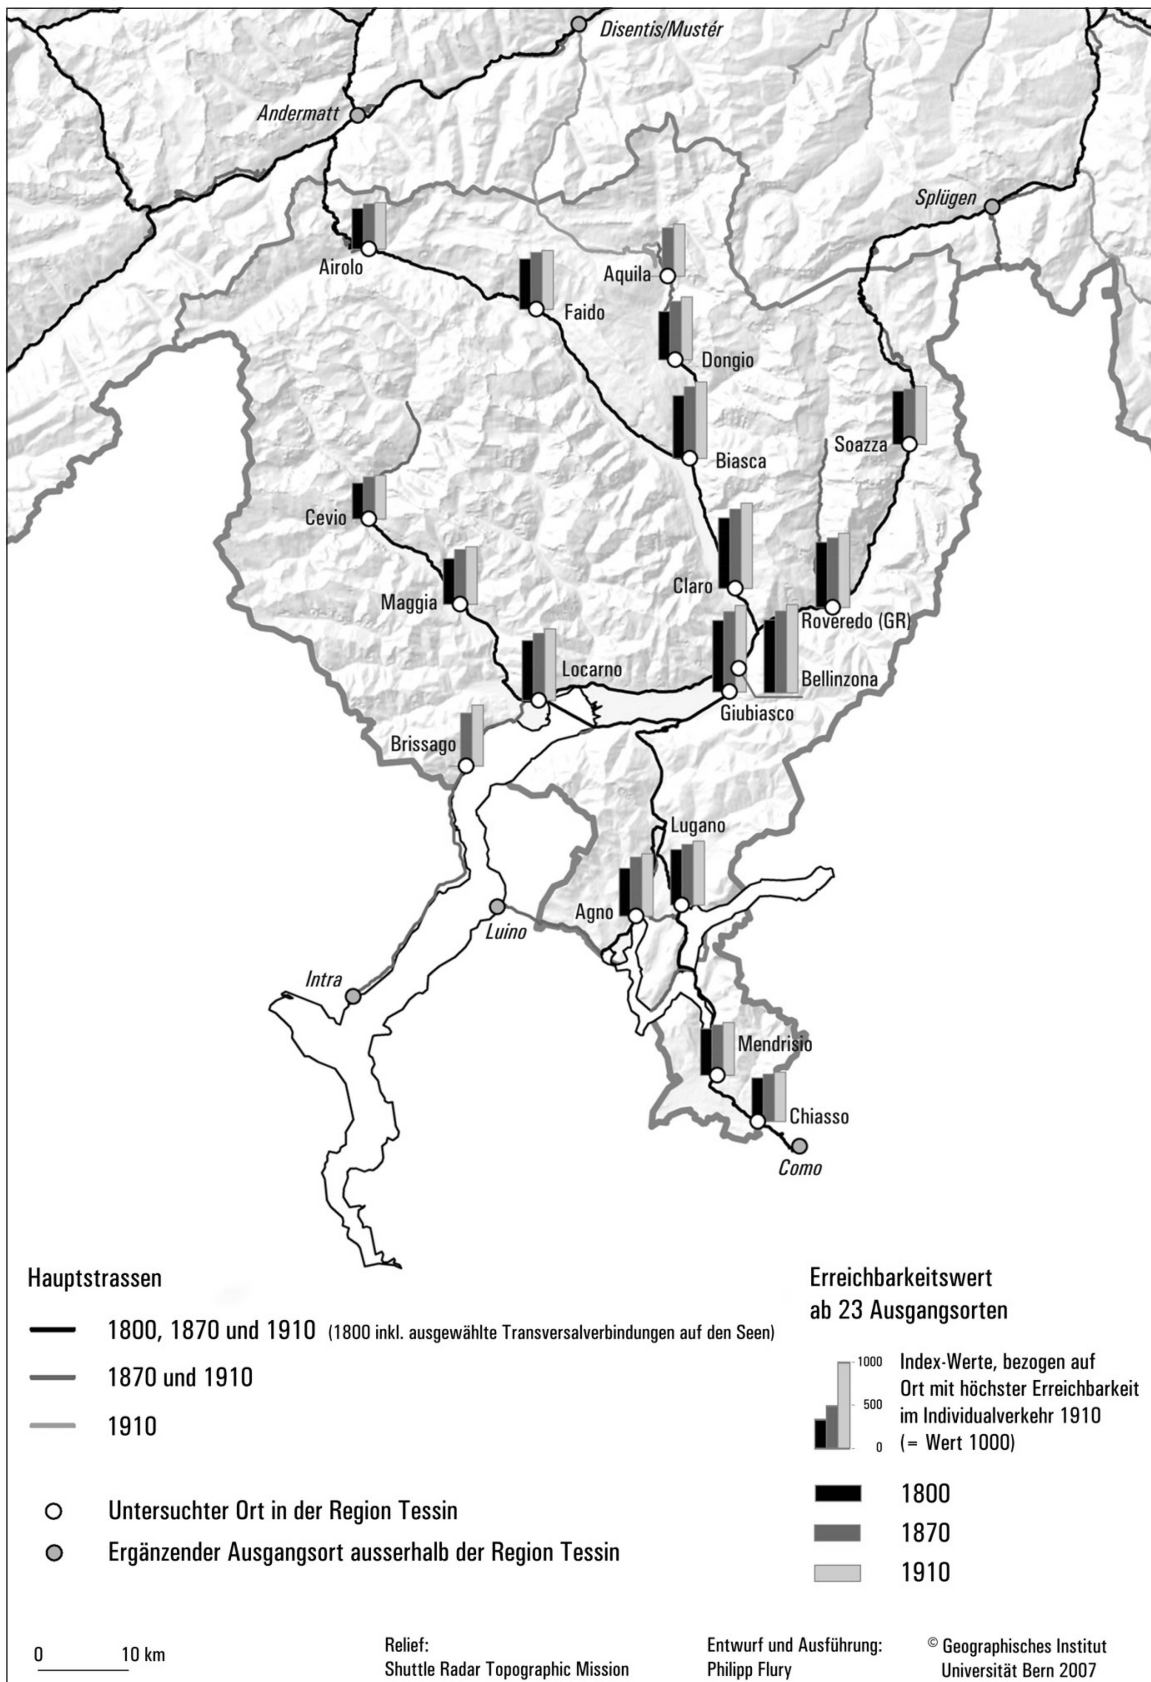 Disentis/Mustér
Andermatt
Splügen
Airolo
Aquila
Faido
Dongio
Soazza
Biasca
Cevio
Claro
Maggia
Roveredo (GR)
Locarno
Bellinzona
Giubiasco
Brissago
Lugano
Agno
Luino
Intra
Mendrisio
Chiasso
Como
Hauptstrassen
1800, 1870 und 1910 (1800 inkl. ausgewählte Transversalverbindungen auf den Seen)
1870 und 1910
1910
Untersuchter Ort in der Region Tessin
Ergänzender Ausgangsort ausserhalb der Region Tessin
Erreichbarkeitswert
ab 23 Ausgangsorten
1000
500
0
Index-Werte, bezogen auf
Ort mit höchster Erreichbarkeit
im Individualverkehr 1910
(= Wert 1000)
1800
1870
1910
0 10 km
Relief:
Shuttle Radar Topographic Mission
Entwurf und Ausführung:
Philipp Flury
© Geographisches Institut
Universität Bern 2007